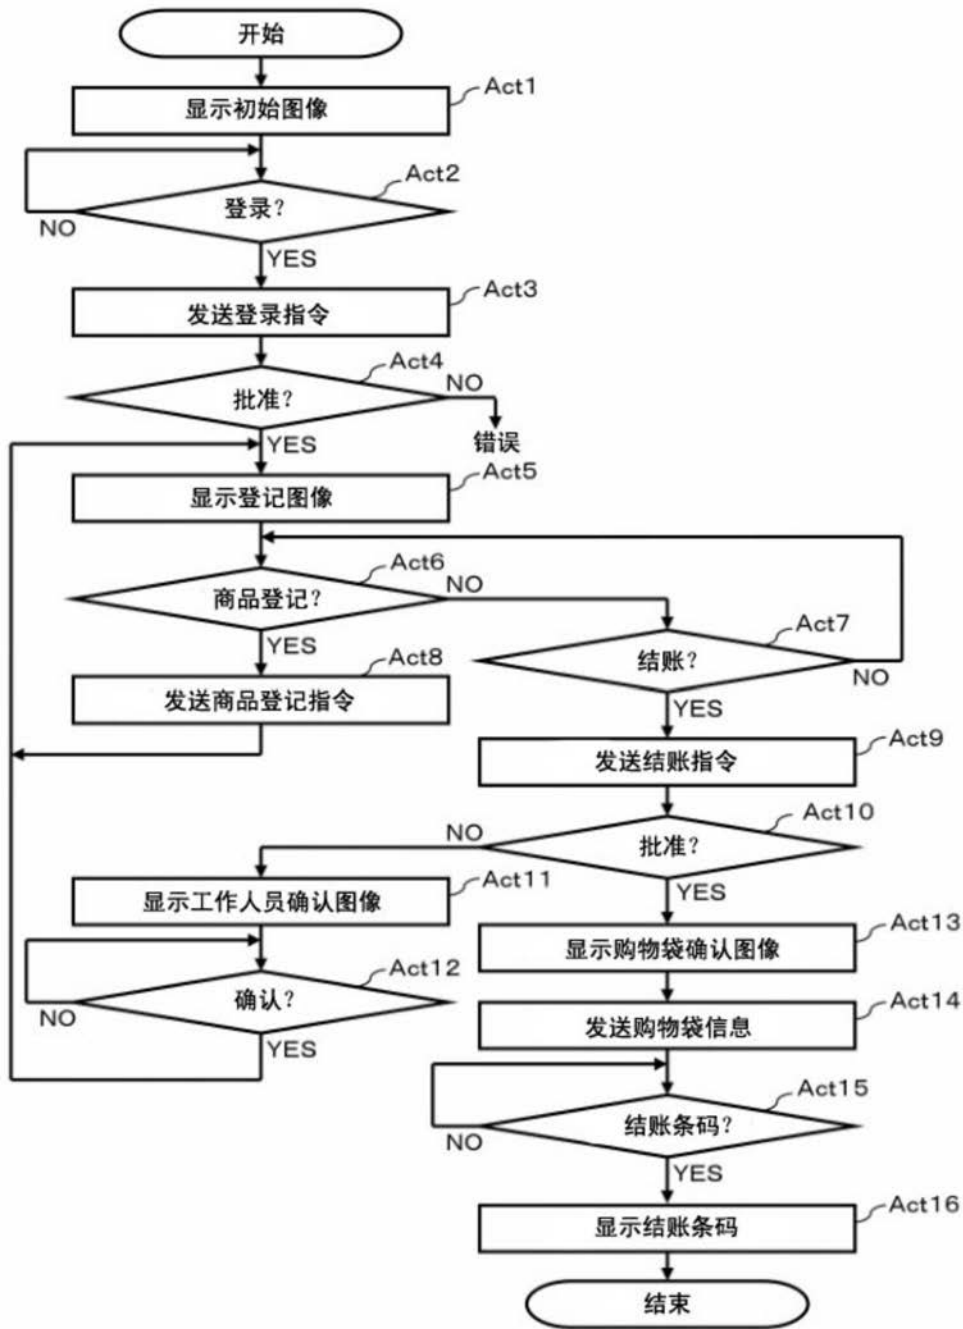 开始
显示初始图像
Act1
登录?
Act2
NO
YES
发送登录指令
Act3
批准?
Act4
NO
错误
YES
显示登记图像
Act5
商品登记?
Act6
NO
YES
结账?
Act7
NO
YES
发送商品登记指令
Act8
发送结账指令
Act9
批准?
Act10
NO
YES
显示工作人员确认图像
Act11
确认?
Act12
NO
YES
显示购物袋确认图像
Act13
发送购物袋信息
Act14
结账条码?
Act15
NO
YES
显示结账条码
Act16
结束